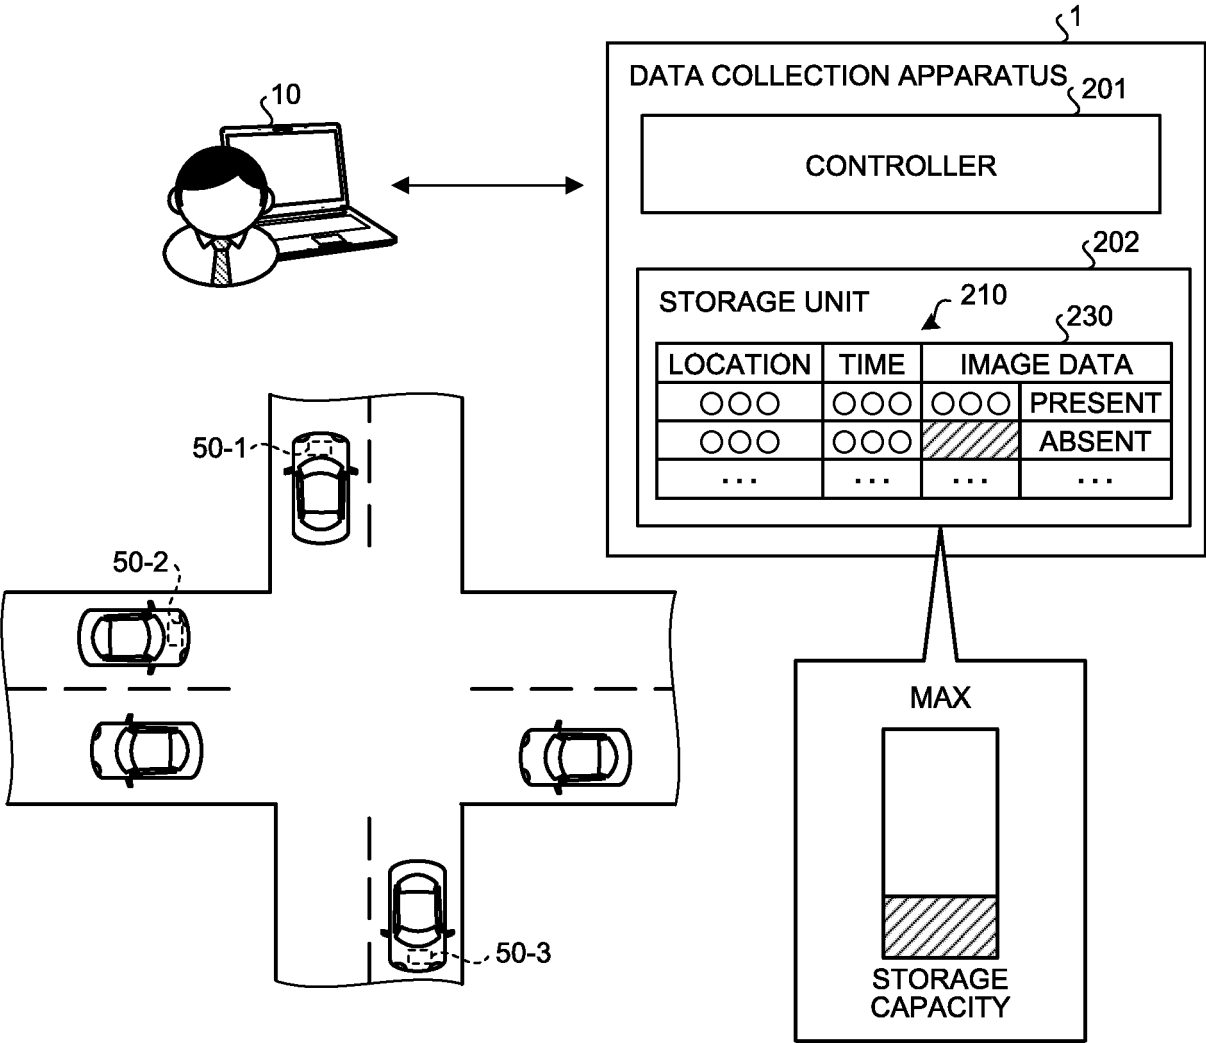 1
DATA COLLECTION APPARATUS
201
10
CONTROLLER
202
STORAGE UNIT
210
230
LOCATION TIME IMAGE DATA
○○○ ○○○ ○○○ PRESENT
○○○ ○○○ ABSENT
... ... ... ...
50-1
50-2
MAX
50-3
STORAGE
CAPACITY